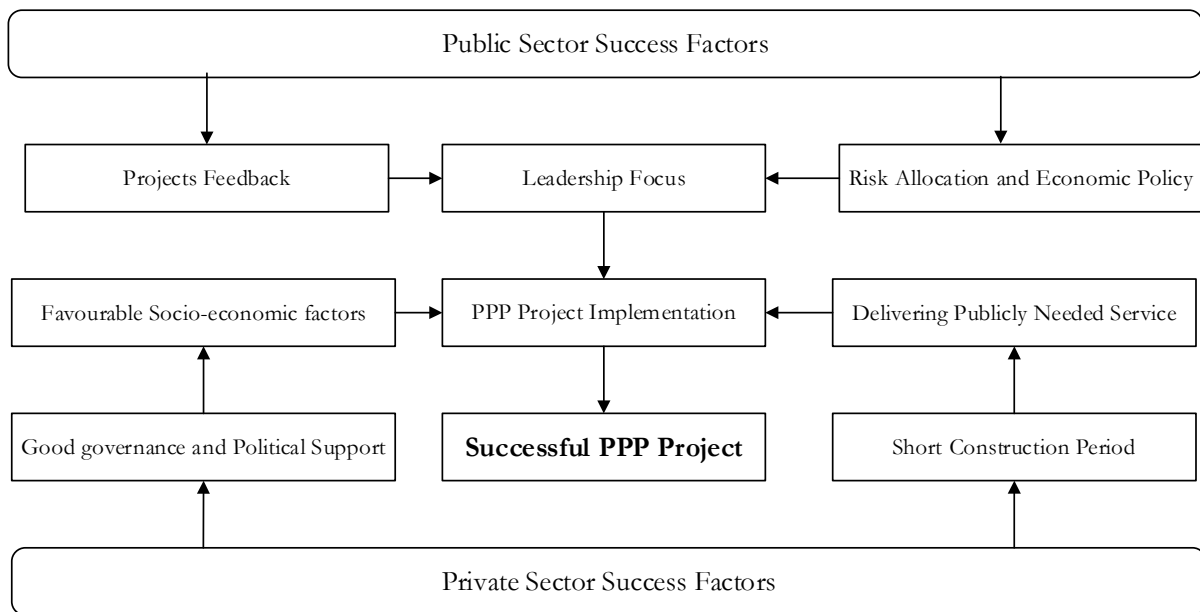 Public Sector Success Factors
Projects Feedback
Leadership Focus
Risk Allocation and Economic Policy
Favourable Socio-economic factors
PPP Project Implementation
Delivering Publicly Needed Service
Good governance and Political Support
Successful PPP Project
Short Construction Period
Private Sector Success Factors